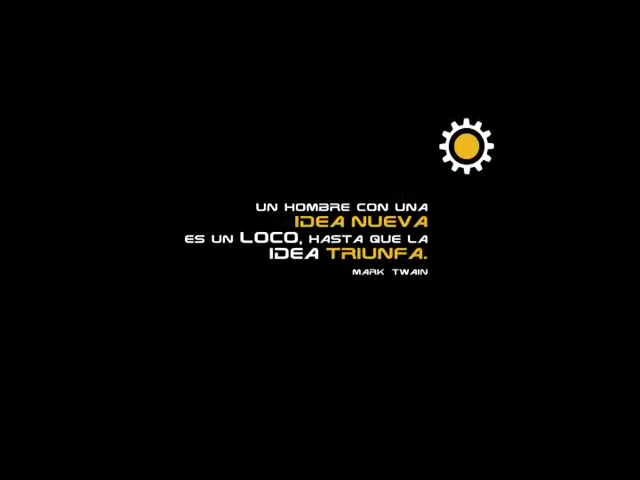 UN HOMBRE CON UNA
IDEA NUEVA
ES UN LOCO, HASTA QUE LA
IDEA TRIUNFA.
MARK TWAIN